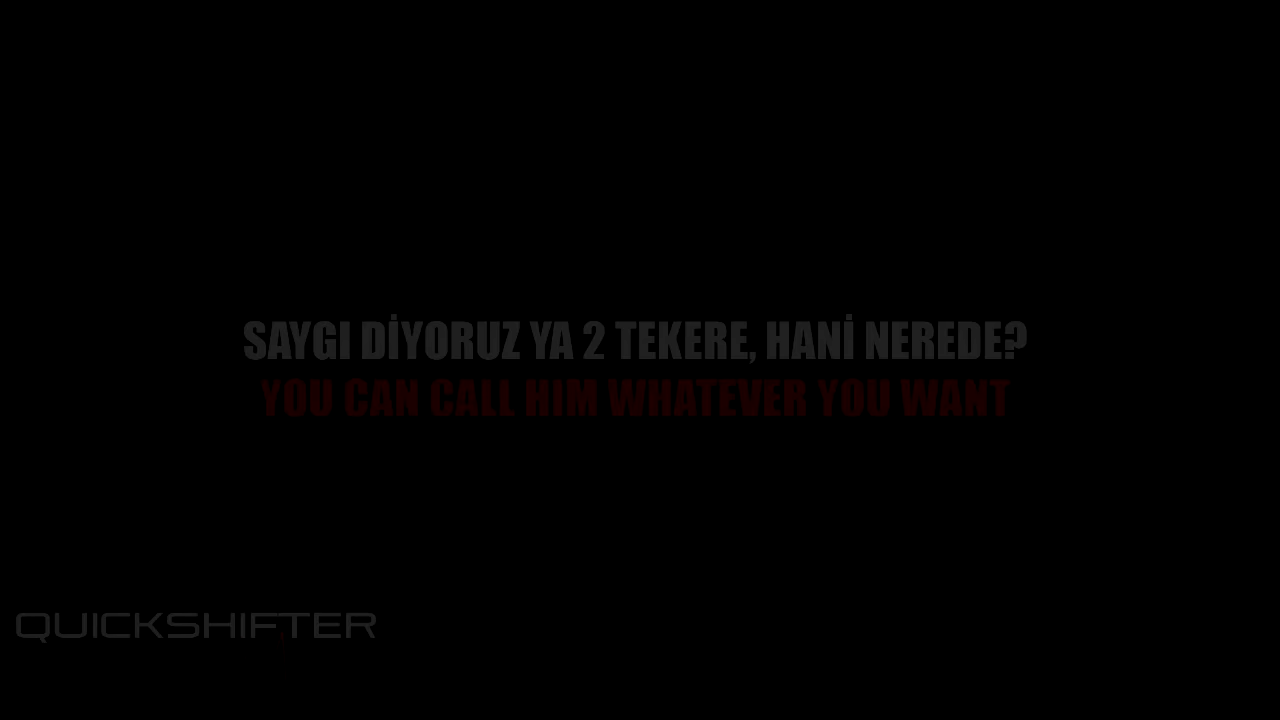 SAYGI DİYORUZ YA 2 TEKERE, HANİ NEREDE?
YOU CAN CALL HIM WHATEVER YOU WANT
QUICKSHIFTER